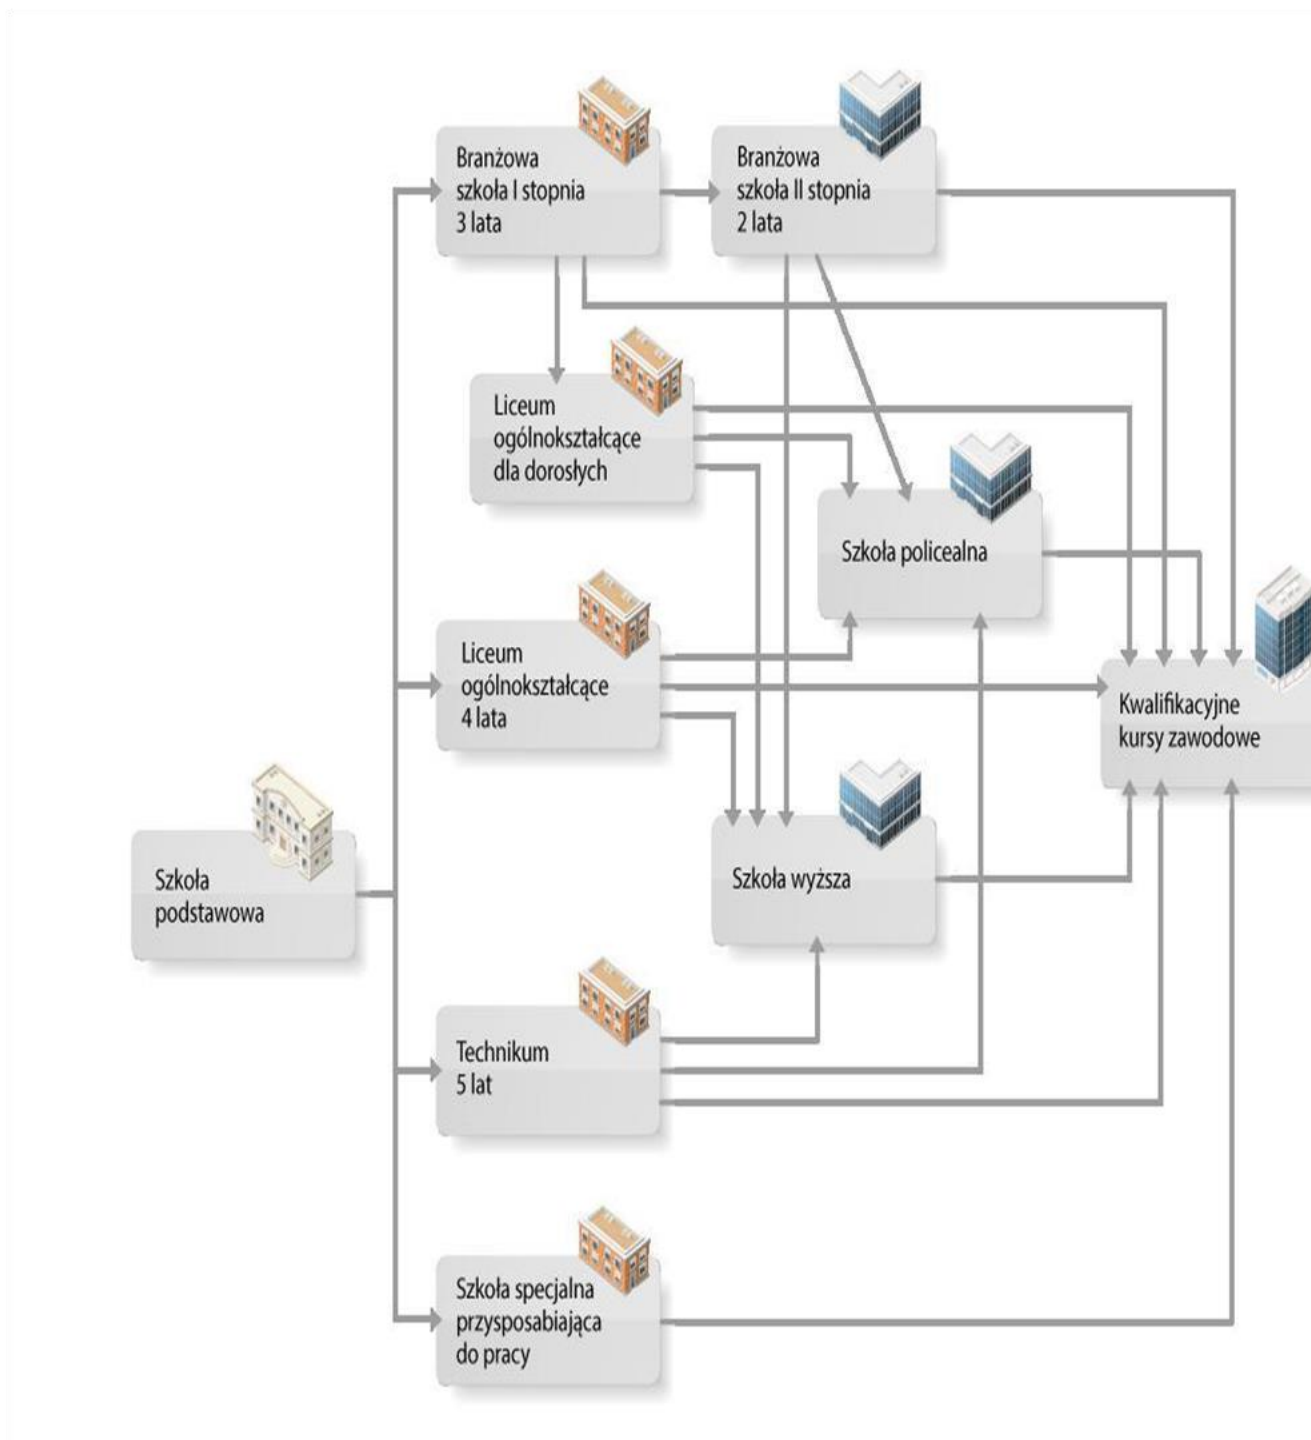 Branżowa
szkoła I stopnia
3 lata
Branżowa
szkoła II stopnia
2 lata
Liceum
ogólnokształcące
dla dorosłych
Szkoła policealna
Liceum
ogólnokształcące
4 lata
Kwalifikacyjne
kursy zawodowe
Szkoła
podstawowa
Szkoła wyższa
Technikum
5 lat
Szkoła specjalna
przysposabiająca
do pracy